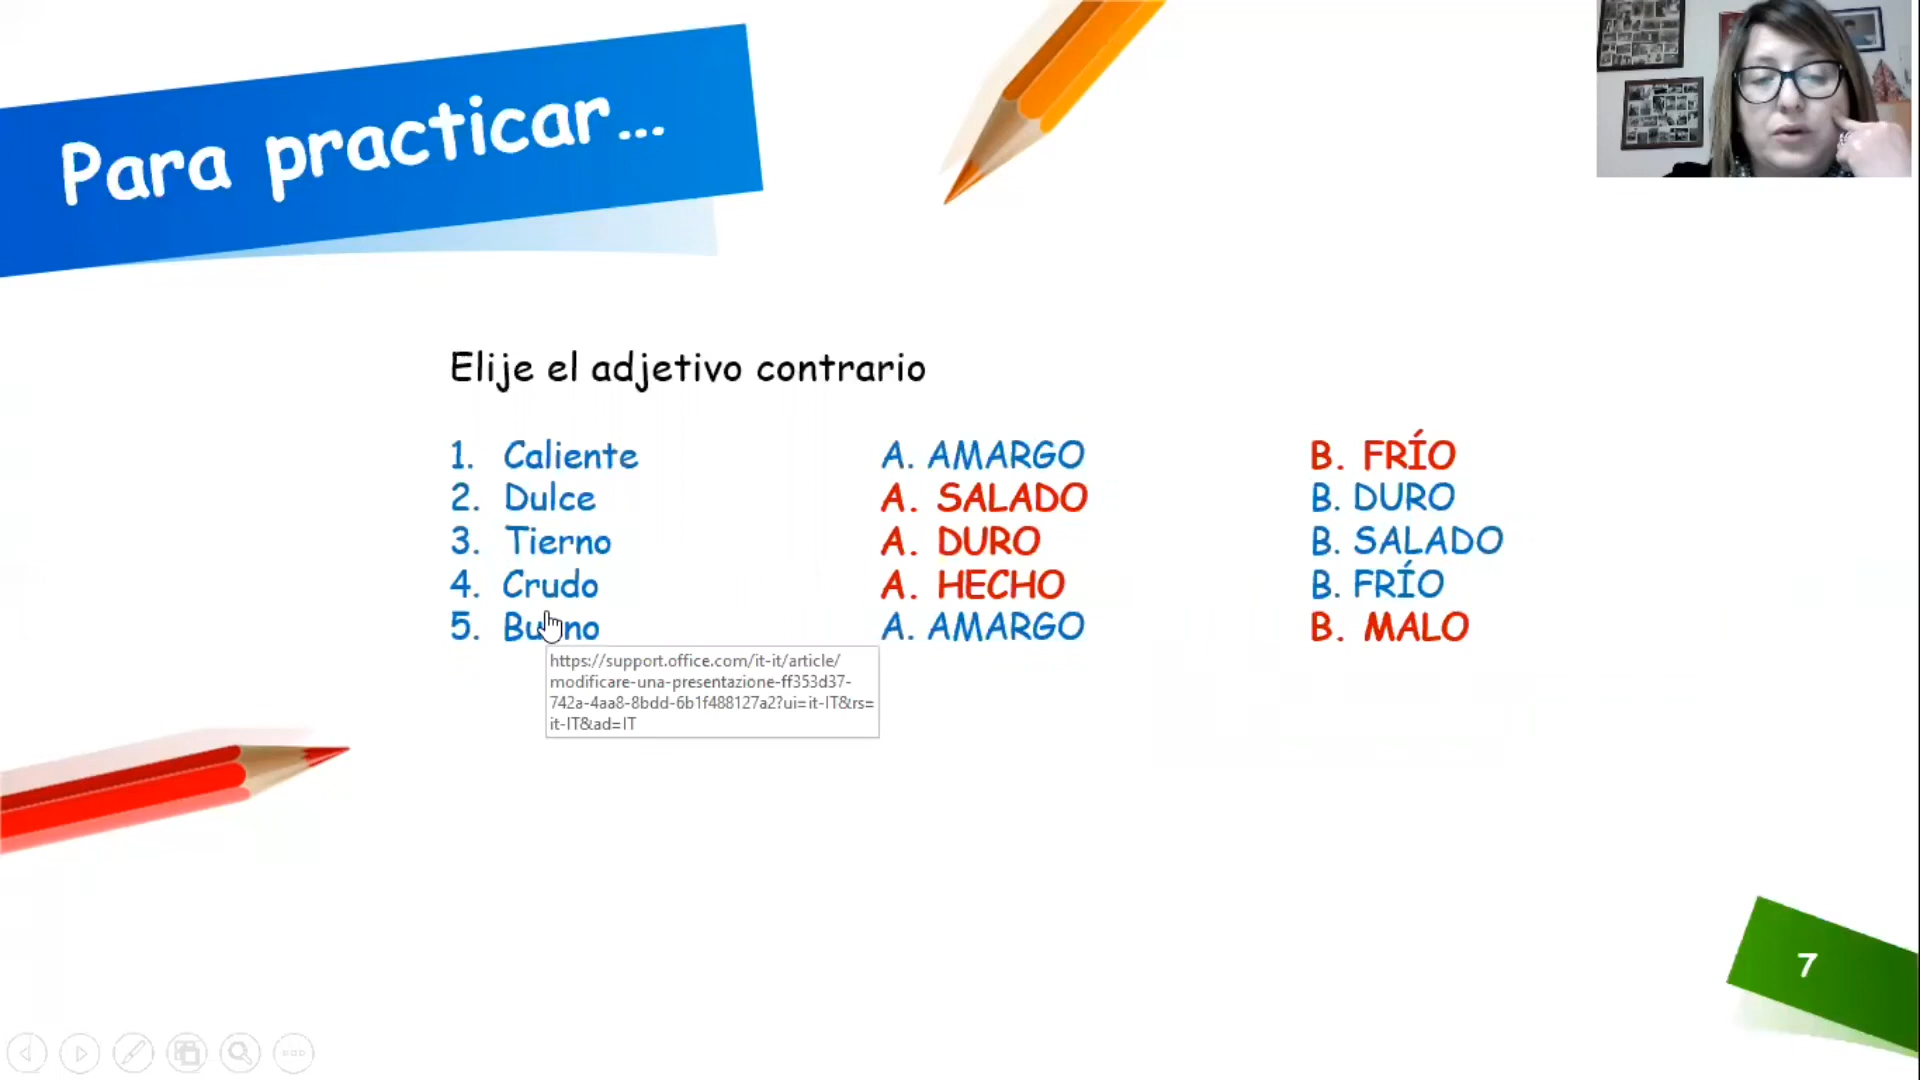 Para practicar...
Elije el adjetivo contrario
1. Caliente A. AMARGO B. FRÍO
2. Dulce A. SALADO B. DURO
3. Tierno A. DURO B. SALADO
4. Crudo A. HECHO B. FRÍO
5. Bueno A. AMARGO B. MALO
https://support.office.com/it-it/article/
modificare-una-presentazione-ff353d37-
742a-4aa8-8bdd-6b1f488127a2?ui=it-IT&rs=
it-IT&ad=IT
7